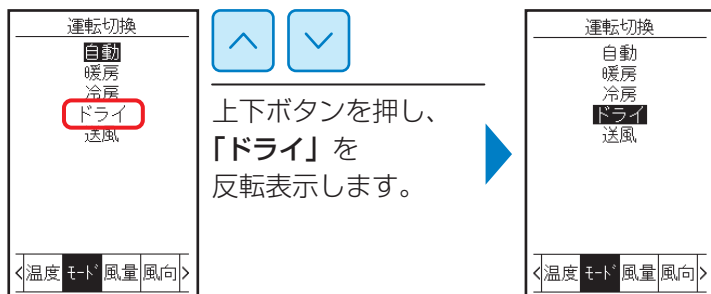 運転切換
自動
暖房
冷房
ドライ
送風
<温度 ﾓｰﾄﾞ 風量 風向>
上下ボタンを押し、
「ドライ」を
反転表示します。
運転切換
自動
暖房
冷房
ドライ
送風
<温度 ﾓｰﾄﾞ 風量 風向>